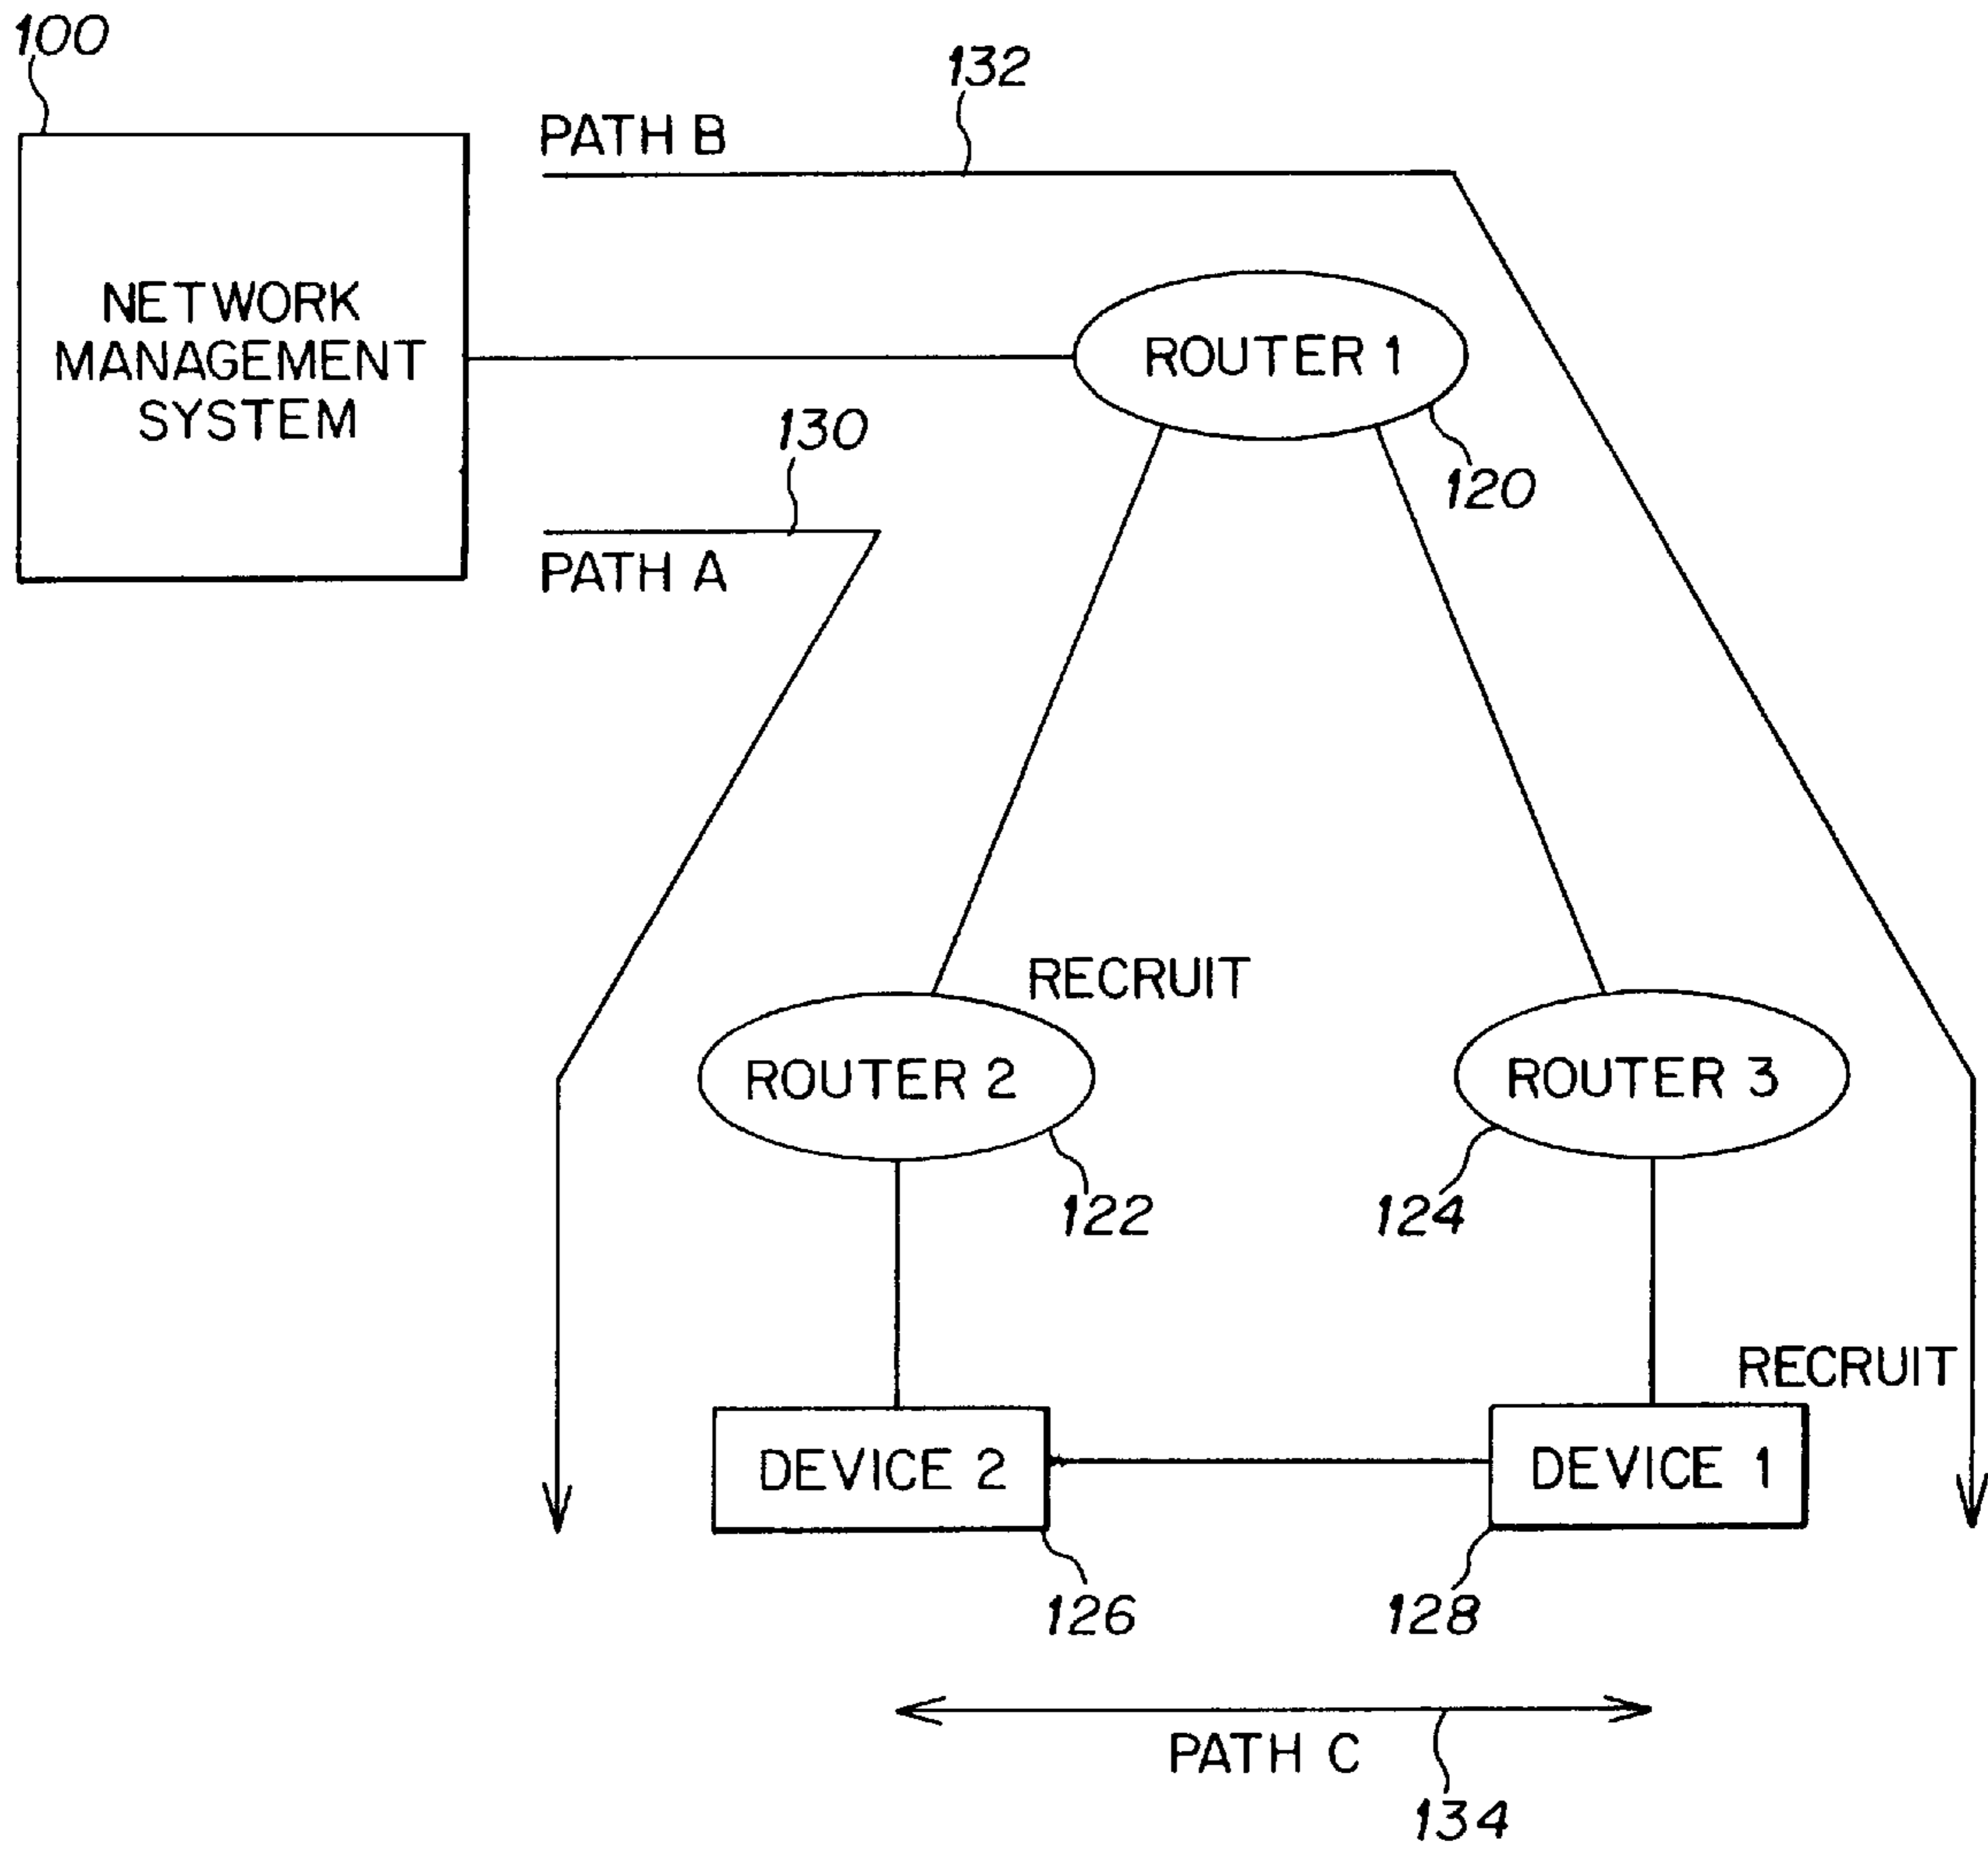 100
132
PATH B
NETWORK
MANAGEMENT
SYSTEM
ROUTER 1
130
120
PATH A
RECRUIT
ROUTER 2
ROUTER 3
122
124
RECRUIT
DEVICE 2
DEVICE 1
126
128
PATH C
134